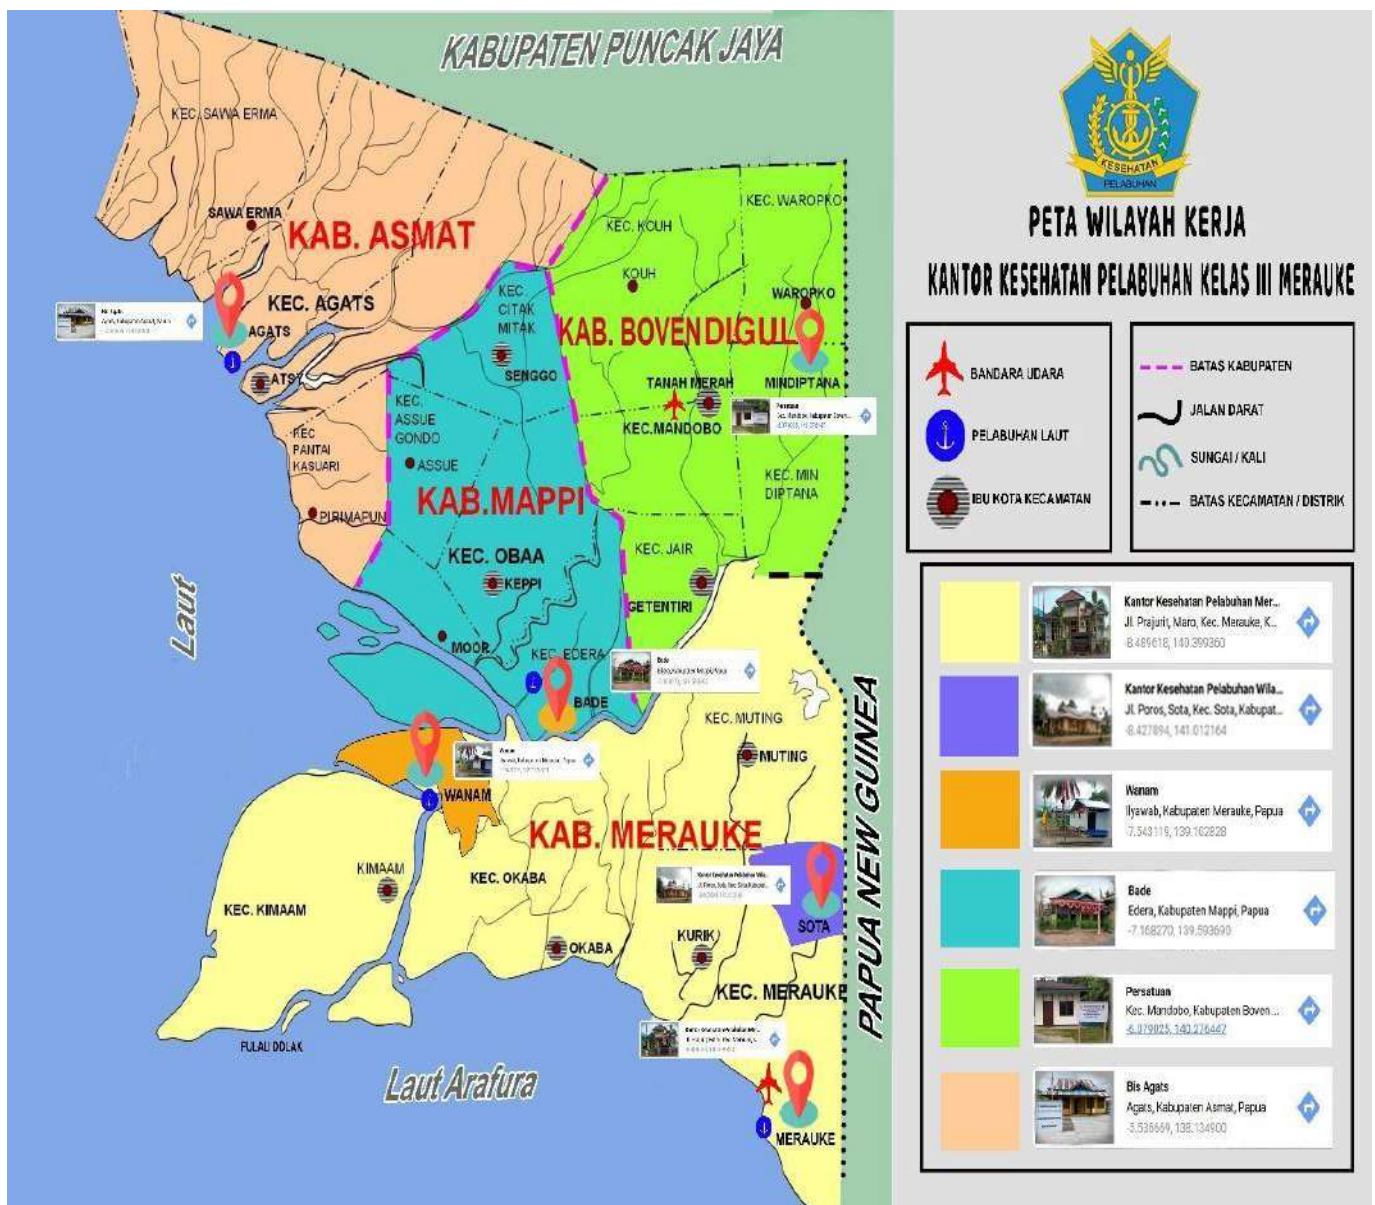 KABUPATEN PUNCAK JAYA
KEC. SAWA ERMA
SAWA ERMA
KAB. ASMAT
KEC. AGATS
AGATS
ATSY
KEC
PANTAI
KASUARI
PIRIMAPUN
KEC.
CITAK
MITAK
SENGGO
KEC.
ASSUE
GONDO
ASSUE
KAB.MAPPI
KEC. OBAA
KEPPI
MOOR
KEC. EDERA
BADE
KEC. WAROPKO
KEC. KOUH
KOUH
WAROPKO
KAB. BOVENDIGUL
TANAH MERAH
MINDIPTANA
KEC.MANDOBO
Persatuan
KEC. MIN
DIPTANA
KEC. JAIR
GETENTIRI
Bade
KEC. MUTING
MUTING
WANAM
KAB. MERAUKE
KIMAAM
KEC. OKABA
KEC. KIMAAM
SOTA
KURIK
OKABA
KEC. MERAUKE
PULAU DOLAK
MERAUKE
Laut
Laut Arafura
PAPUA NEW GUINEA
KESEHATAN
PELABUHAN
PETA WILAYAH KERJA
KANTOR KESEHATAN PELABUHAN KELAS III MERAUKE
BANDARA UDARA
PELABUHAN LAUT
IBU KOTA KECAMATAN
BATAS KABUPATEN
JALAN DARAT
SUNGAI / KALI
BATAS KECAMATAN / DISTRIK
Kantor Kesehatan Pelabuhan Mer...
Jl. Prajurit, Maro, Kec. Merauke, K...
-8.489618, 140.399360
Kantor Kesehatan Pelabuhan Wila...
Jl. Poros, Sota, Kec. Sota, Kabupat...
-8.427894, 141.012164
Wanam
Ilyawab, Kabupaten Merauke, Papua
-7.543119, 139.162828
Bade
Edera, Kabupaten Mappi, Papua
-7.168270, 139.593690
Persatuan
Kec. Mandobo, Kabupaten Boven...
-6.079025, 140.276447
Bis Agats
Agats, Kabupaten Asmat, Papua
-5.536669, 138.134900